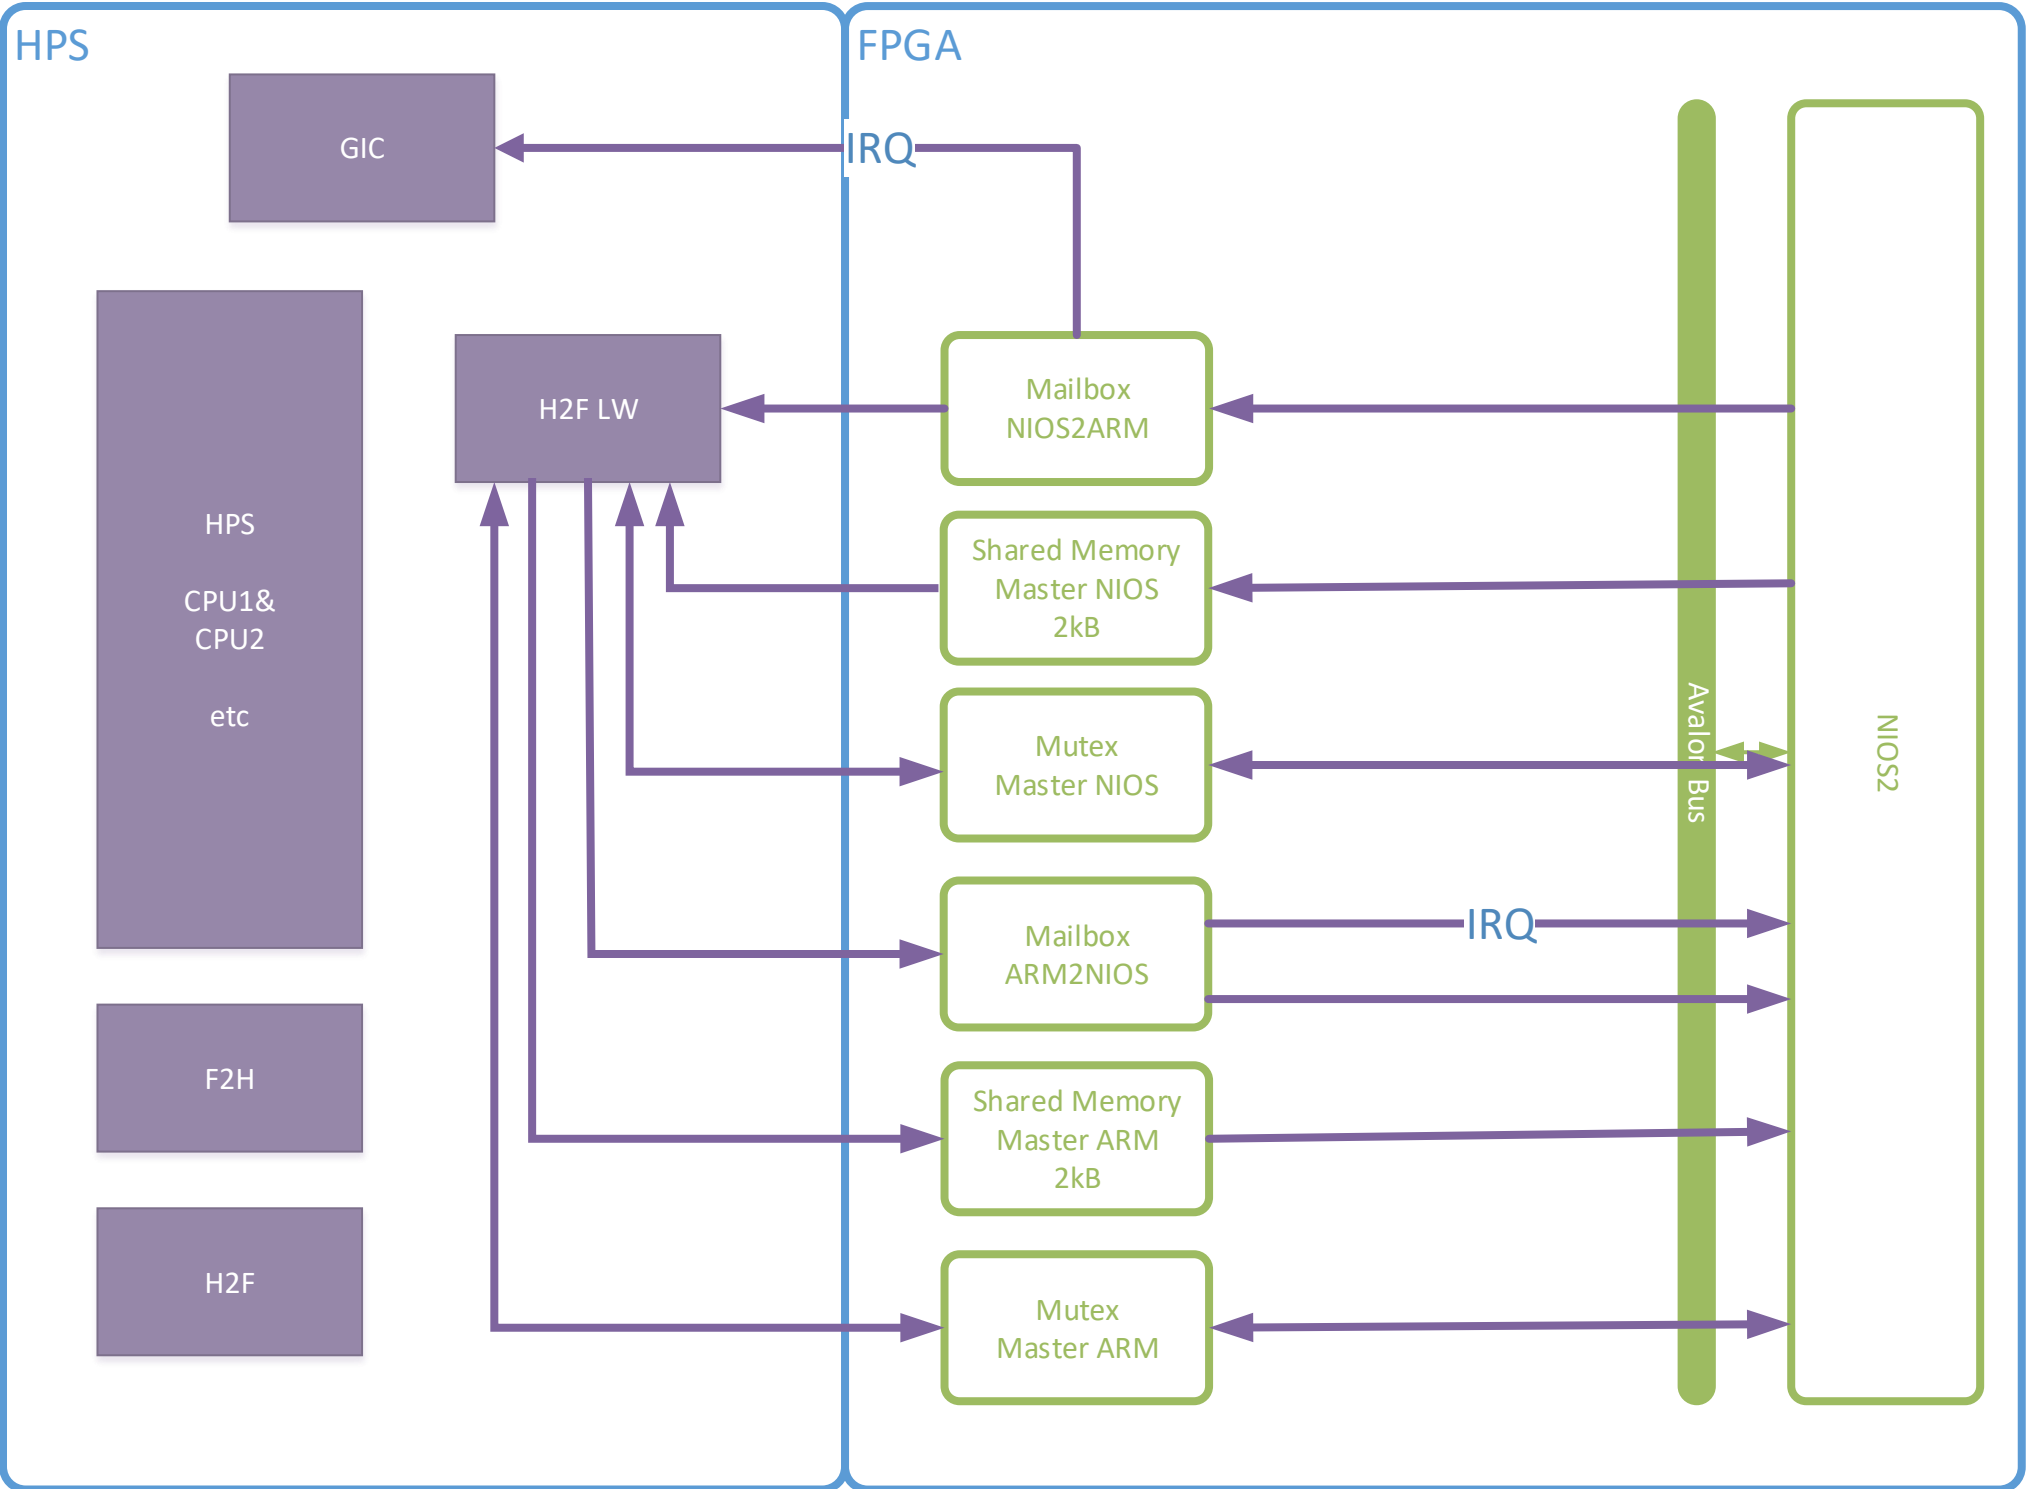 HPS
FPGA
GIC
IRQ
H2F LW
Mailbox
NIOS2ARM
HPS
CPU1&
CPU2
etc
Shared Memory
Master NIOS
2kB
Mutex
Master NIOS
Avalon Bus
NIOS2
Mailbox
ARM2NIOS
IRQ
F2H
Shared Memory
Master ARM
2kB
H2F
Mutex
Master ARM